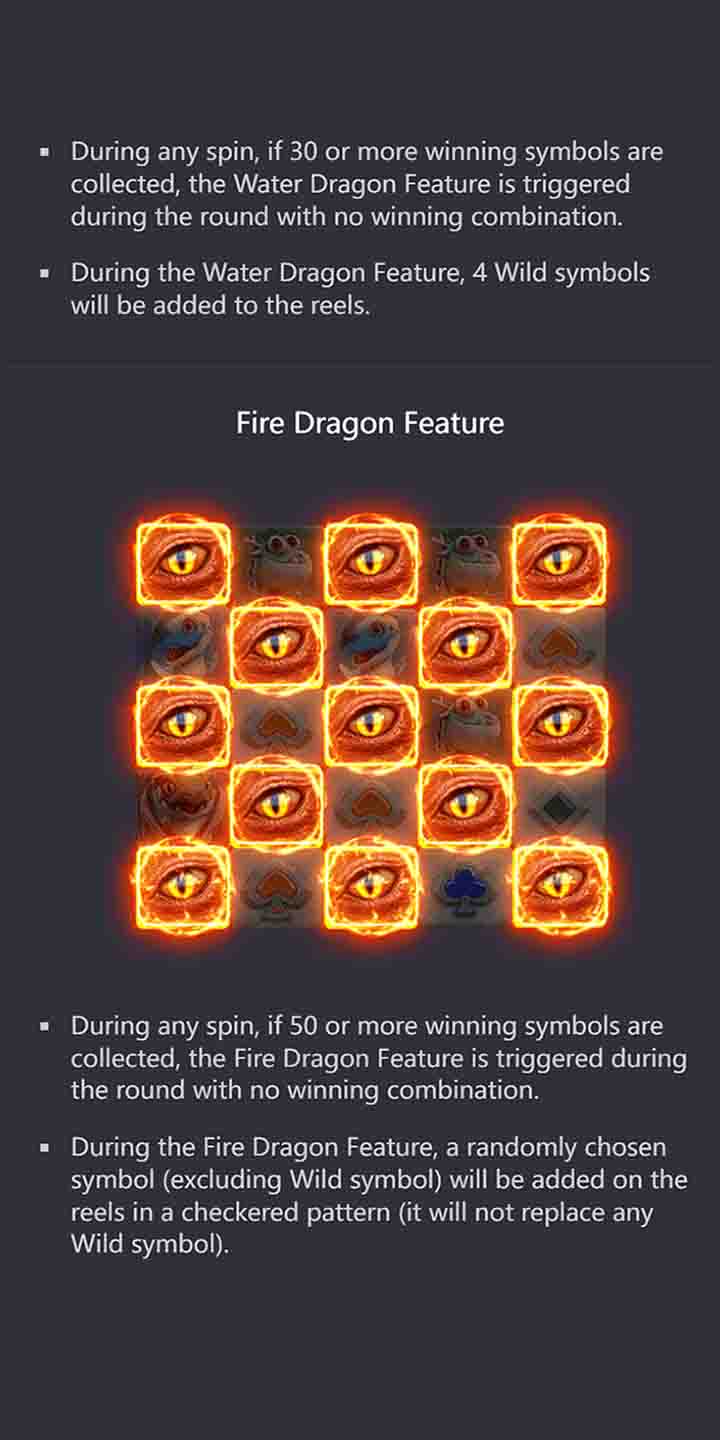 ▪ During any spin, if 30 or more winning symbols are
collected, the Water Dragon Feature is triggered
during the round with no winning combination.
▪ During the Water Dragon Feature, 4 Wild symbols
will be added to the reels.
Fire Dragon Feature
▪ During any spin, if 50 or more winning symbols are
collected, the Fire Dragon Feature is triggered during
the round with no winning combination.
▪ During the Fire Dragon Feature, a randomly chosen
symbol (excluding Wild symbol) will be added on the
reels in a checkered pattern (it will not replace any
Wild symbol).